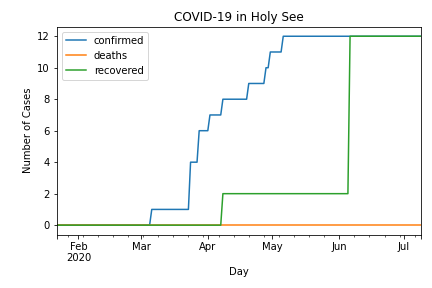 COVID-19 in Holy See
confirmed
deaths
recovered
Number of Cases
12
10
8
6
4
2
0
Feb Mar Apr May Jun Jul
2020
Day